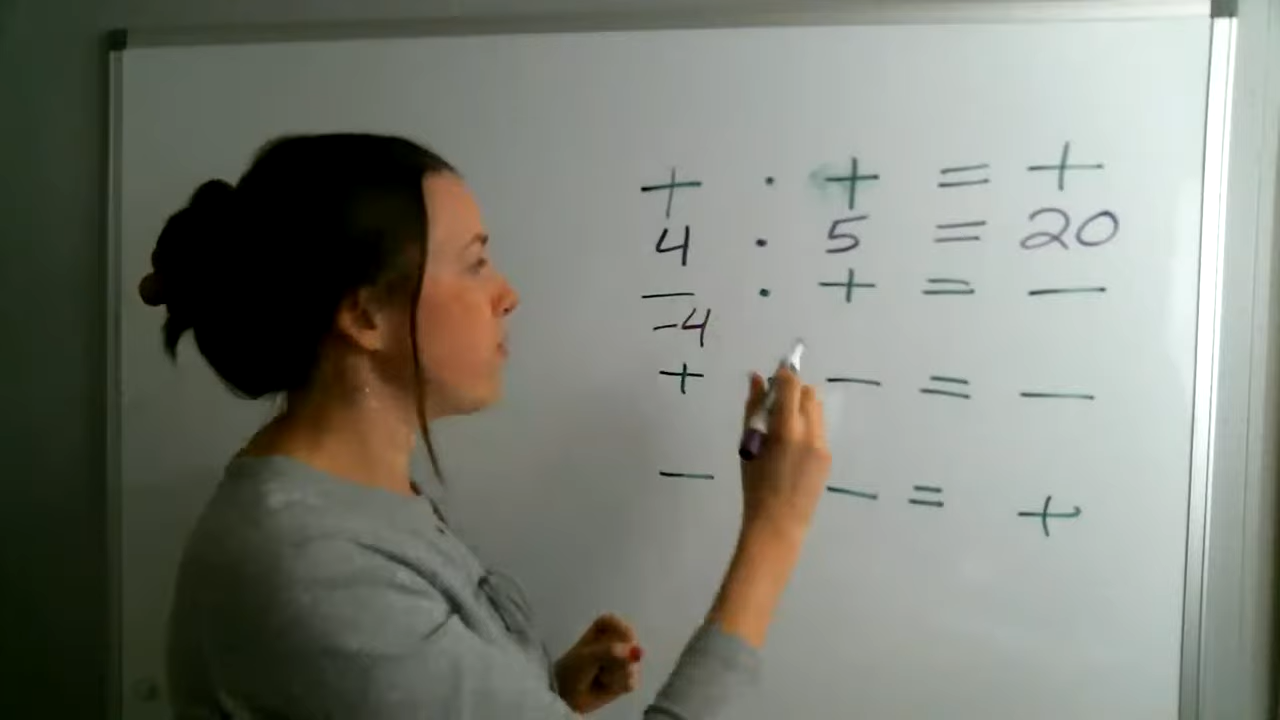 + · + = +
4 · 5 = 20
− · + = −
−4
+ − = −
− − = +